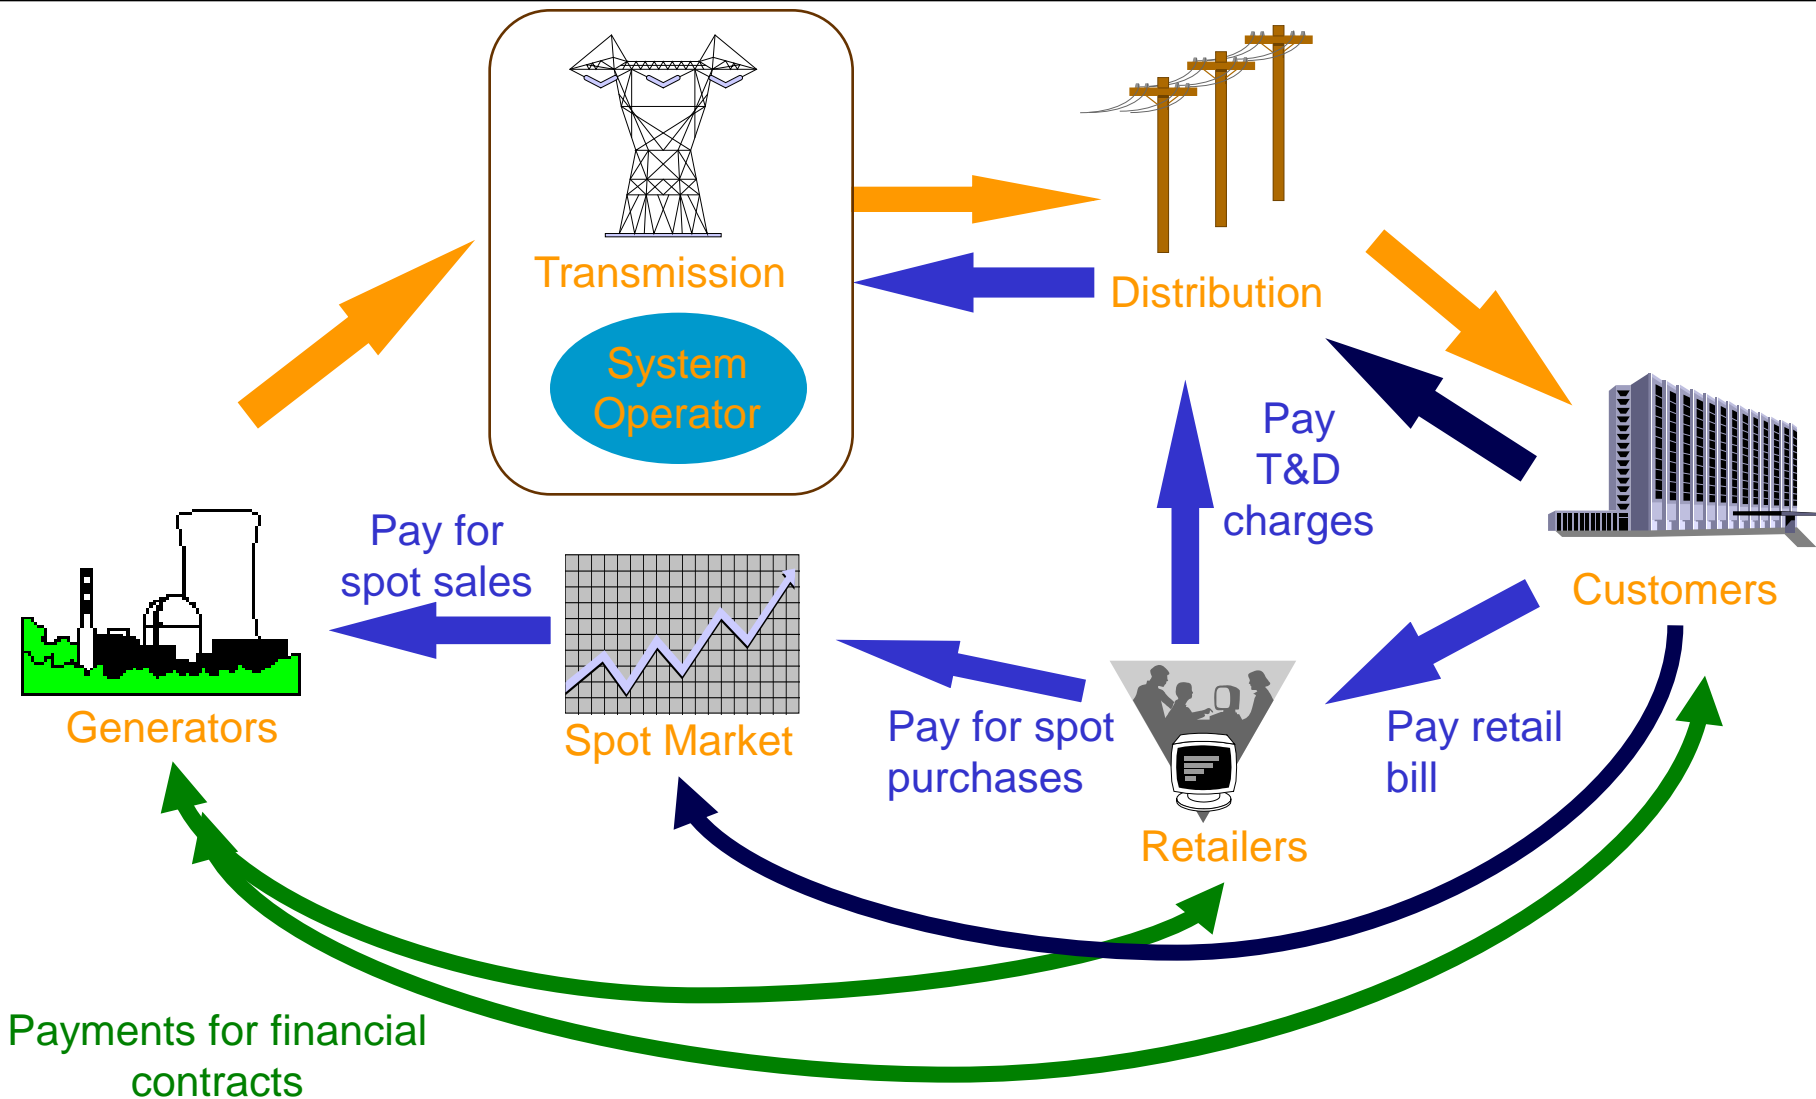 Transmission
Distribution
System
Operator
Pay
T&D
charges
Pay for
spot sales
Customers
Generators
Spot Market
Pay for spot
purchases
Pay retail
bill
Retailers
Payments for financial
contracts